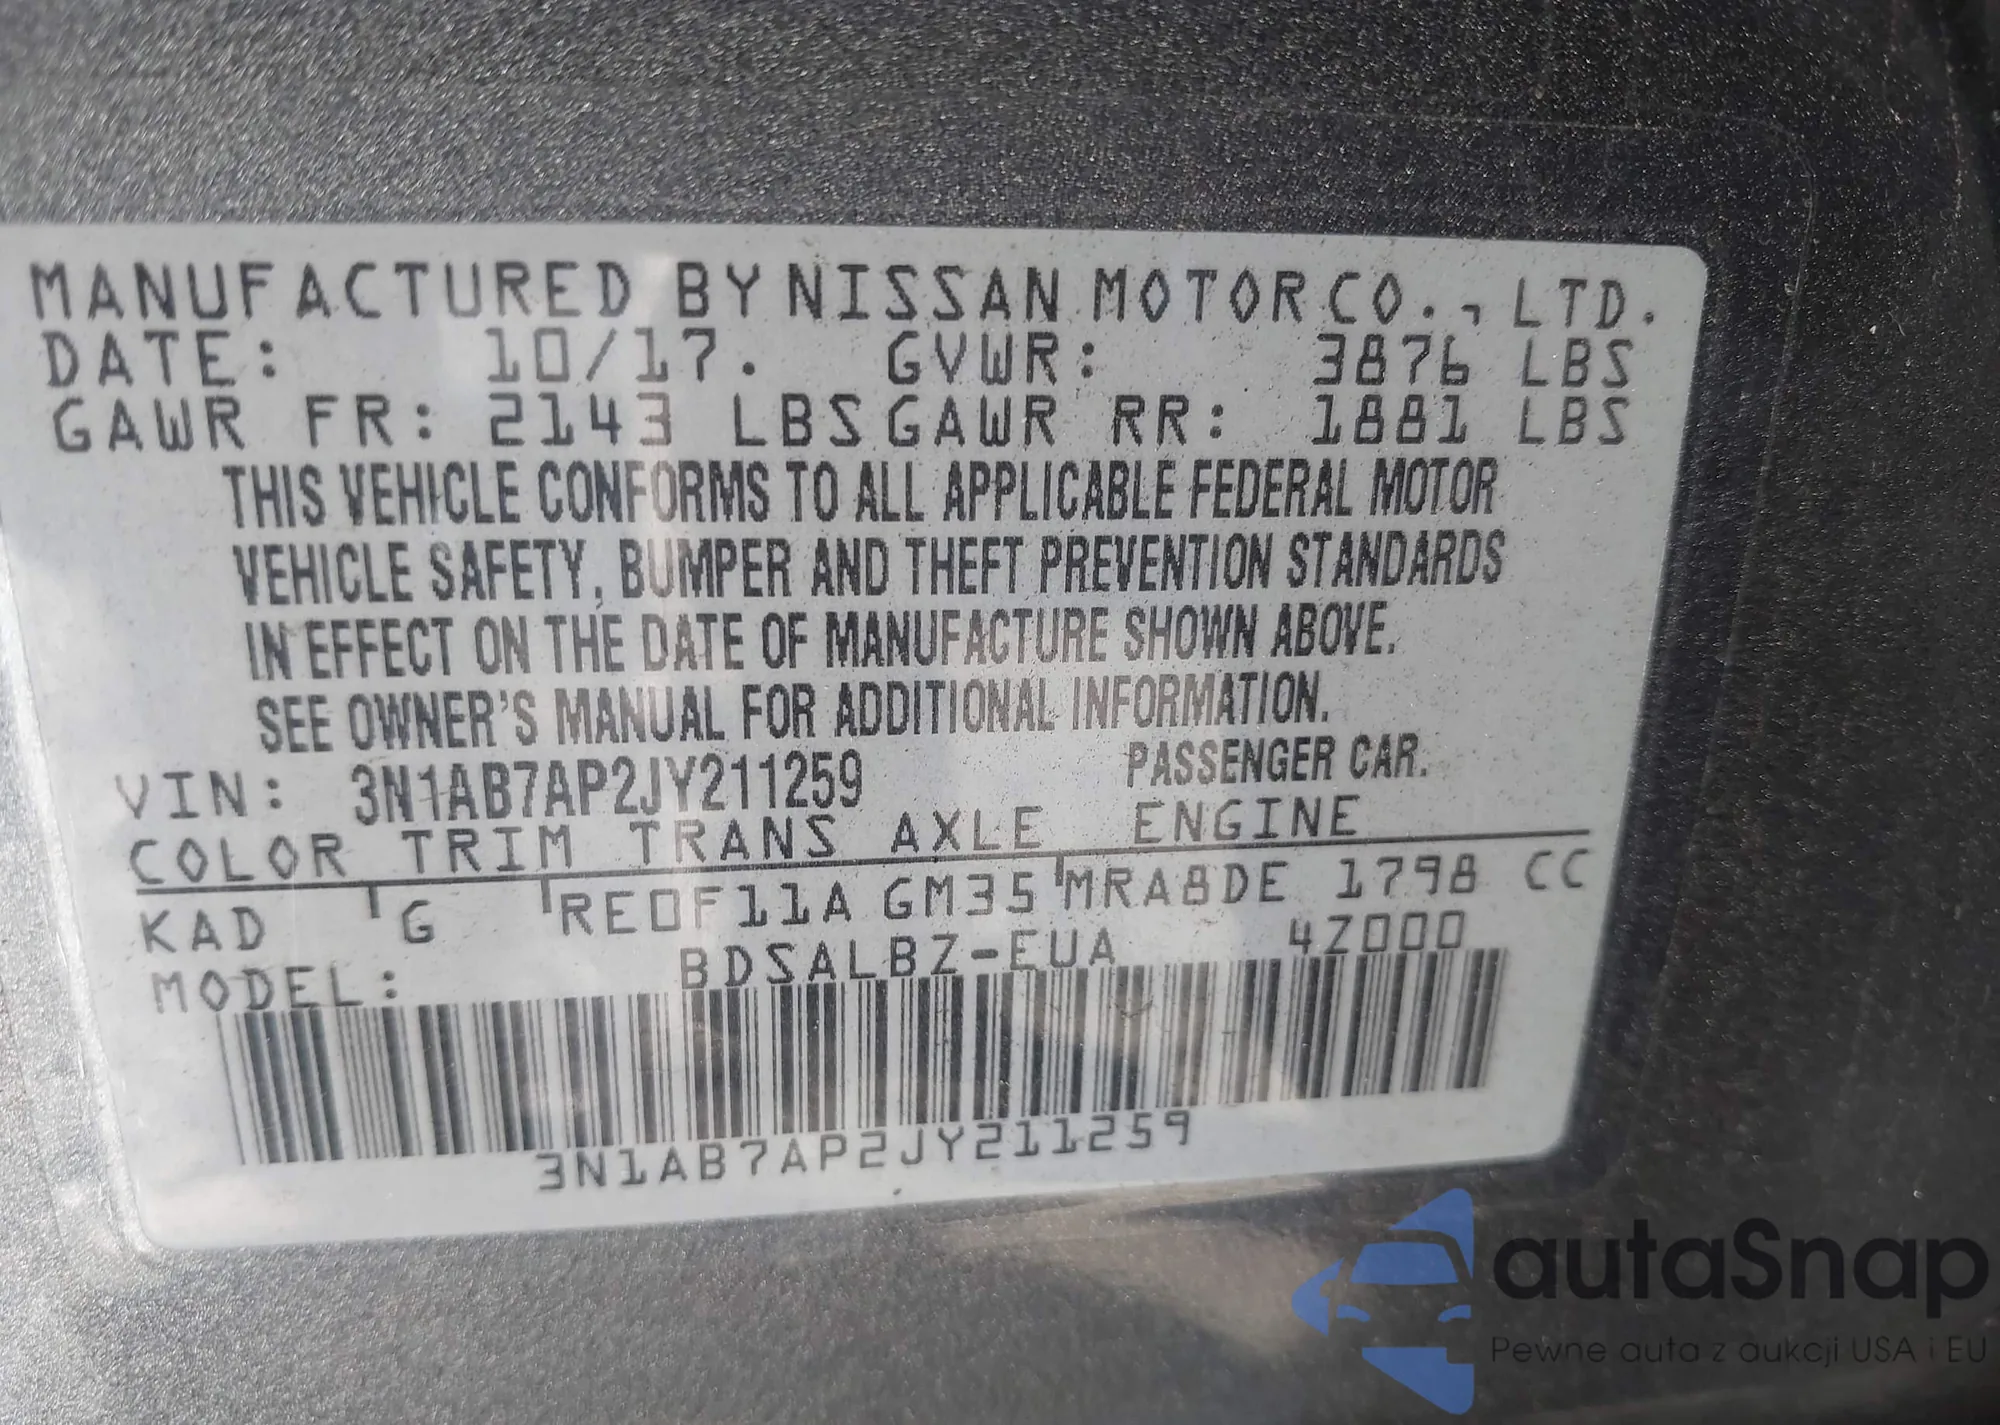 MANUFACTURED BY NISSAN MOTOR CO., LTD.
DATE: 10/17. GVWR: 3876 LBS
GAWR FR: 2143 LBS GAWR RR: 1881 LBS
THIS VEHICLE CONFORMS TO ALL APPLICABLE FEDERAL MOTOR
VEHICLE SAFETY, BUMPER AND THEFT PREVENTION STANDARDS
IN EFFECT ON THE DATE OF MANUFACTURE SHOWN ABOVE.
SEE OWNER'S MANUAL FOR ADDITIONAL INFORMATION.
VIN: 3N1AB7AP2JY211259 PASSENGER CAR.
COLOR TRIM TRANS AXLE ENGINE
KAD G RE0F11A GM35 MRA8DE 1798 CC
MODEL: BDSALBZ-EUA 4Z000
3N1AB7AP2JY211259
autaSnap
Pewne auta z aukcji USA i EU